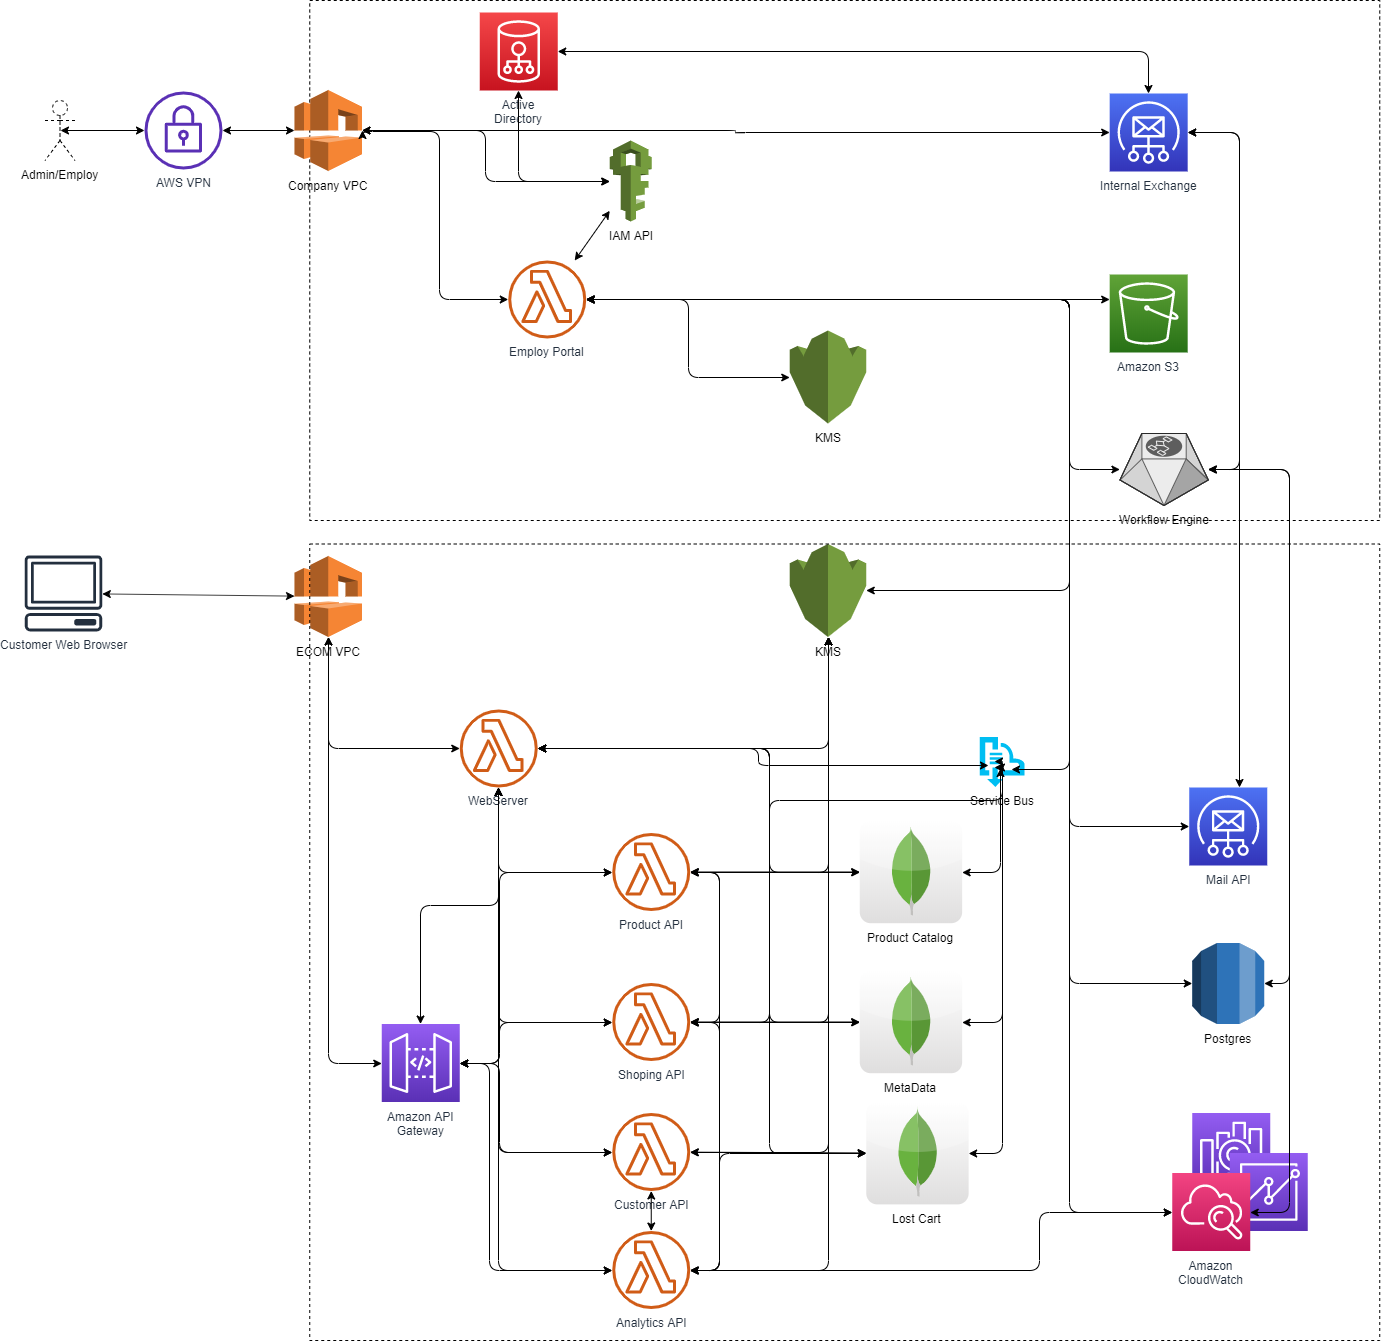 Active
Directory
Admin/Employ
AWS VPN
Company VPC
Internal Exchange
IAM API
Employ Portal
Amazon S3
KMS
Workflow Engine
Customer Web Browser
ECOM VPC
KMS
WebServer
Service Bus
Mail API
Product API
Product Catalog
Postgres
Shoping API
MetaData
</>
Amazon API
Gateway
Customer API
Lost Cart
Amazon
CloudWatch
Analytics API